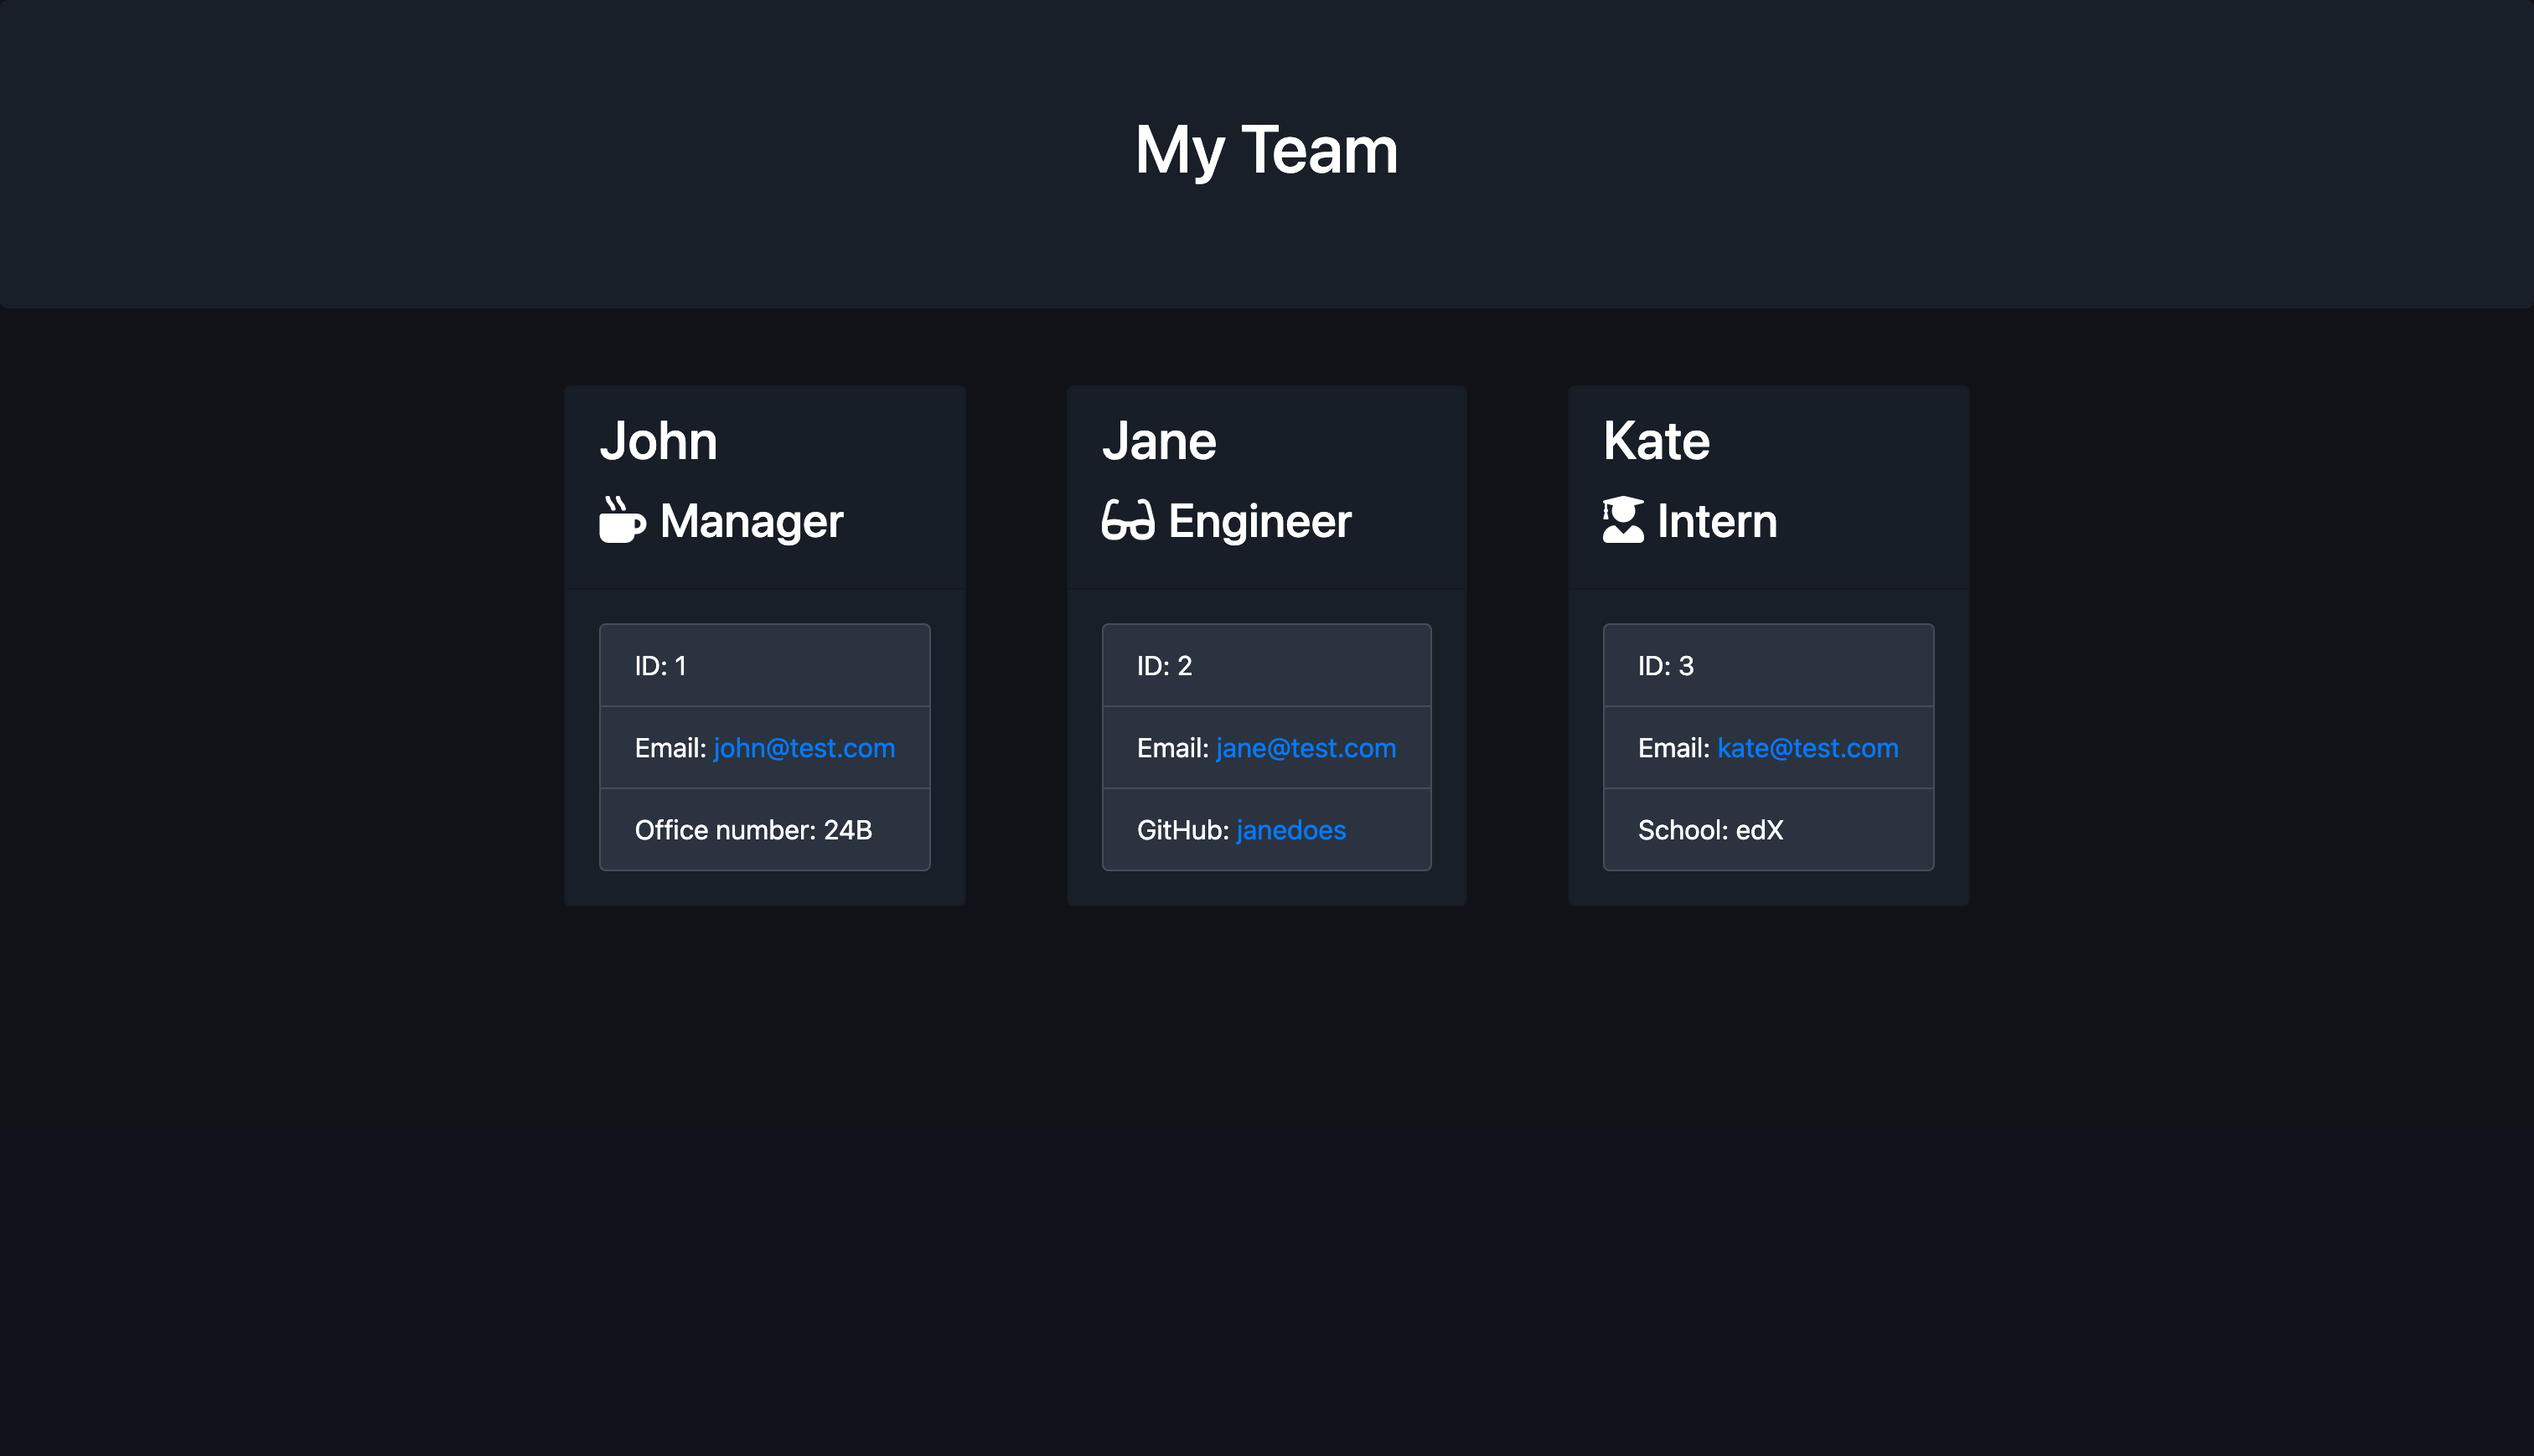 My Team
John
Manager
ID: 1
Email: john@test.com
Office number: 24B
Jane
Engineer
ID: 2
Email: jane@test.com
GitHub: janedoes
Kate
Intern
ID: 3
Email: kate@test.com
School: edX